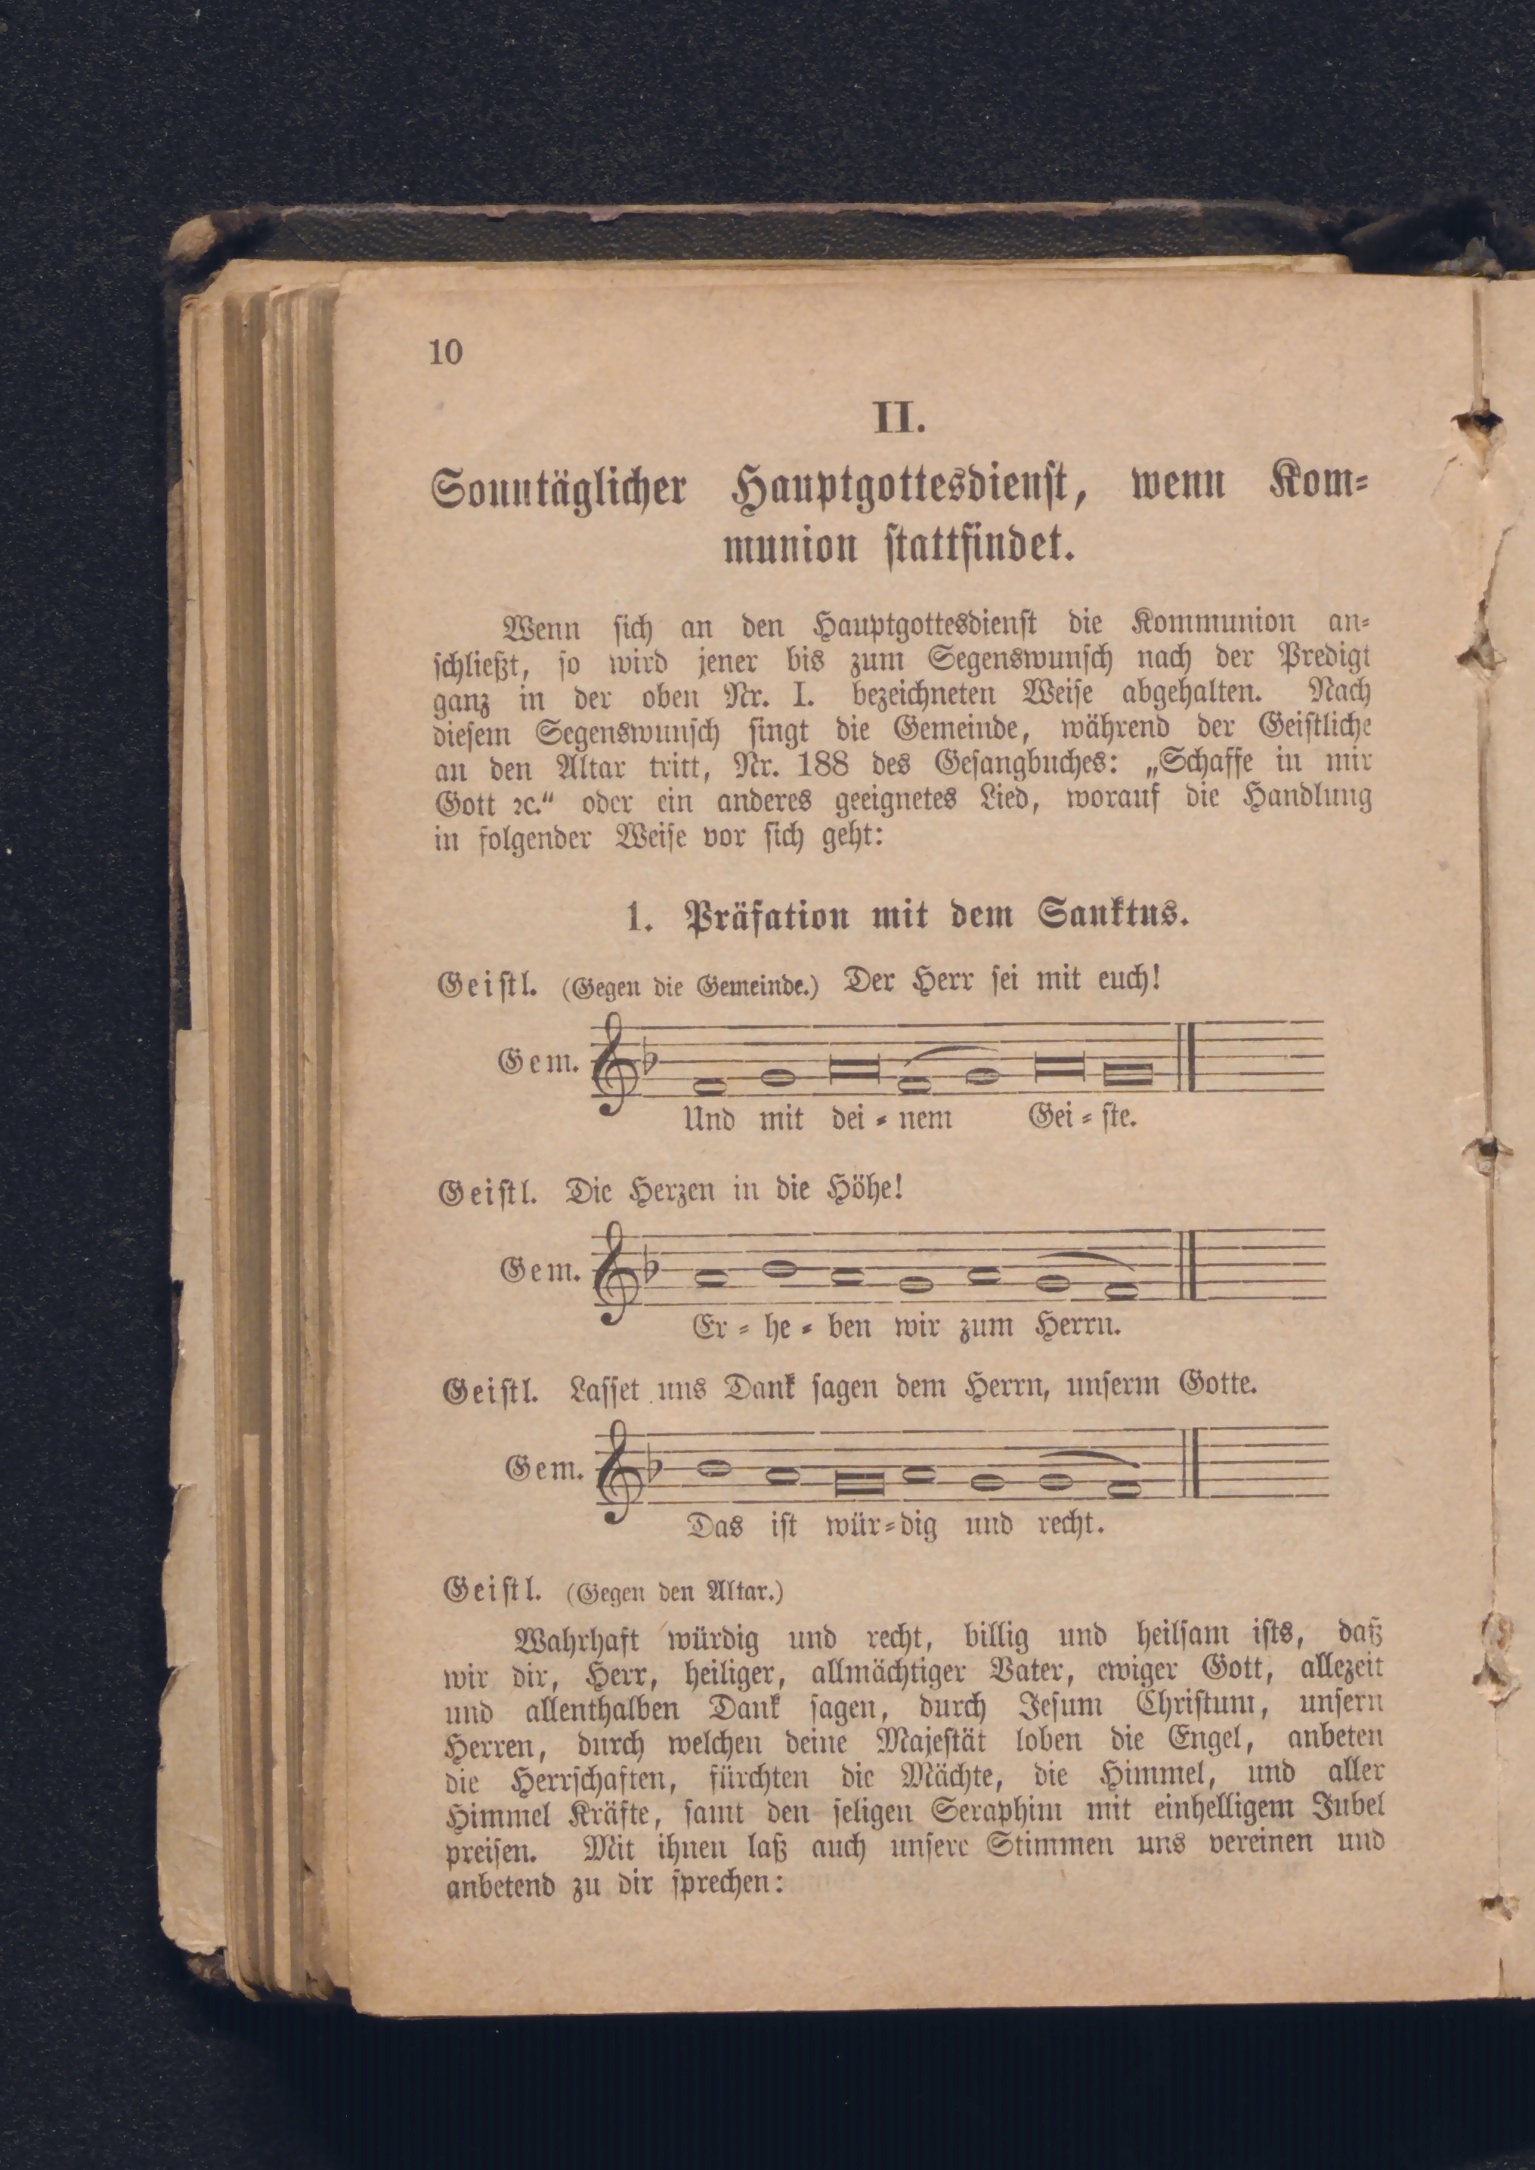 10
II.
Sonntäglicher Hauptgottesdienst, wenn Kom-
munion stattfindet.
Wenn sich an den Hauptgottesdienst die Kommunion an-
schließt, so wird jener bis zum Segenswunsch nach der Predigt
ganz in der oben Nr. I. bezeichneten Weise abgehalten. Nach
diesem Segenswunsch singt die Gemeinde, während der Geistliche
an den Altar tritt, Nr. 188 des Gesangbuches: „Schaffe in mir
Gott ꝛc.“ oder ein anderes geeignetes Lied, worauf die Handlung
in folgender Weise vor sich geht:
1. Präfation mit dem Sanktus.
Geistl. (Gegen die Gemeinde.) Der Herr sei mit euch!
Gem.
Und mit dei - nem Gei - ste.
Geistl. Die Herzen in die Höhe!
Gem.
Er - he - ben wir zum Herrn.
Geistl. Lasset uns Dank sagen dem Herrn, unserm Gotte.
Gem.
Das ist wür-dig und recht.
Geistl. (Gegen den Altar.)
Wahrhaft würdig und recht, billig und heilsam ists, daß
wir dir, Herr, heiliger, allmächtiger Vater, ewiger Gott, allezeit
und allenthalben Dank sagen, durch Jesum Christum, unsern
Herren, durch welchen deine Majestät loben die Engel, anbeten
die Herrschaften, fürchten die Mächte, die Himmel, und aller
Himmel Kräfte, samt den seligen Seraphim mit einhelligem Jubel
preisen. Mit ihnen laß auch unsere Stimmen uns vereinen und
anbetend zu dir sprechen: